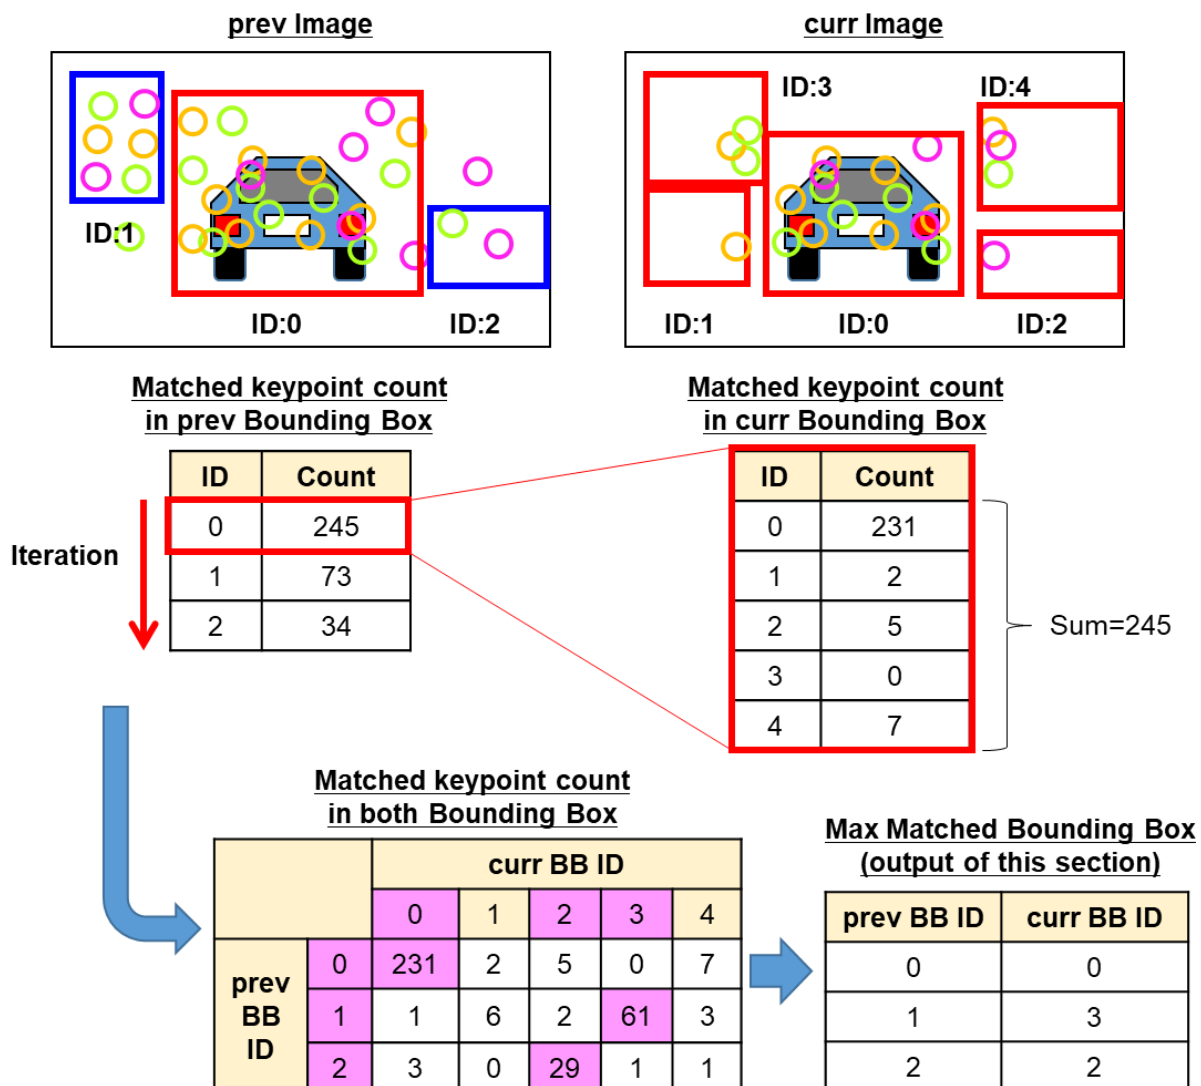 prev Image
curr Image
ID:1
ID:0
ID:2
ID:3
ID:4
ID:1
ID:0
ID:2
Matched keypoint count
in prev Bounding Box
Matched keypoint count
in curr Bounding Box
Iteration
ID Count
0 245
1 73
2 34
ID Count
0 231
1 2
2 5
3 0
4 7
Sum=245
Matched keypoint count
in both Bounding Box
curr BB ID
0 1 2 3 4
prev
BB
ID
0 231 2 5 0 7
1 1 6 2 61 3
2 3 0 29 1 1
Max Matched Bounding Box
(output of this section)
prev BB ID curr BB ID
0 0
1 3
2 2